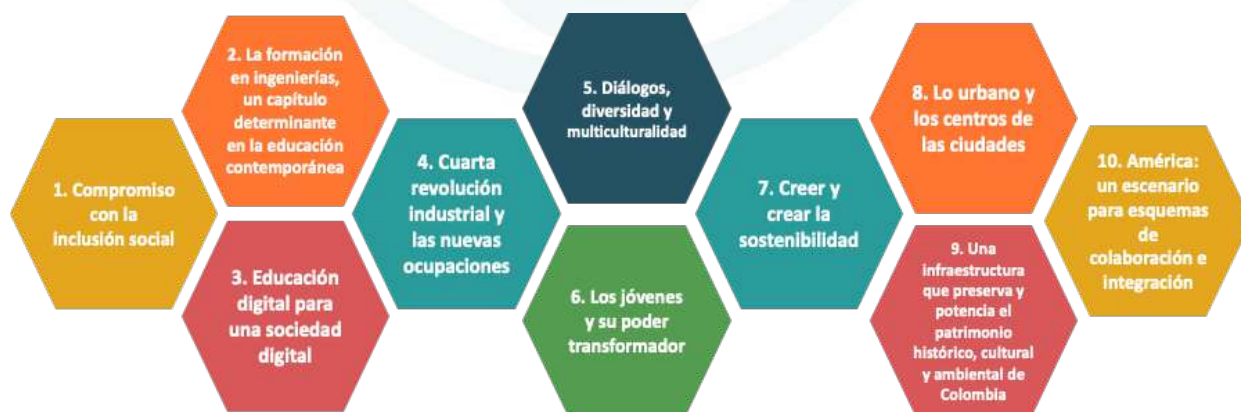 1. Compromiso
con la
inclusión social
2. La formación
en ingenierías,
un capítulo
determinante
en la educación
contemporánea
3. Educación
digital para
una sociedad
digital
4. Cuarta
revolución
industrial y
las nuevas
ocupaciones
5. Diálogos,
diversidad y
multiculturalidad
6. Los jóvenes
y su poder
transformador
7. Creer y
crear la
sostenibilidad
8. Lo urbano y
los centros de
las ciudades
9. Una
infraestructura
que preserva y
potencia el
patrimonio
histórico, cultural
y ambiental de
Colombia
10. América:
un escenario
para esquemas
de
colaboración e
integración